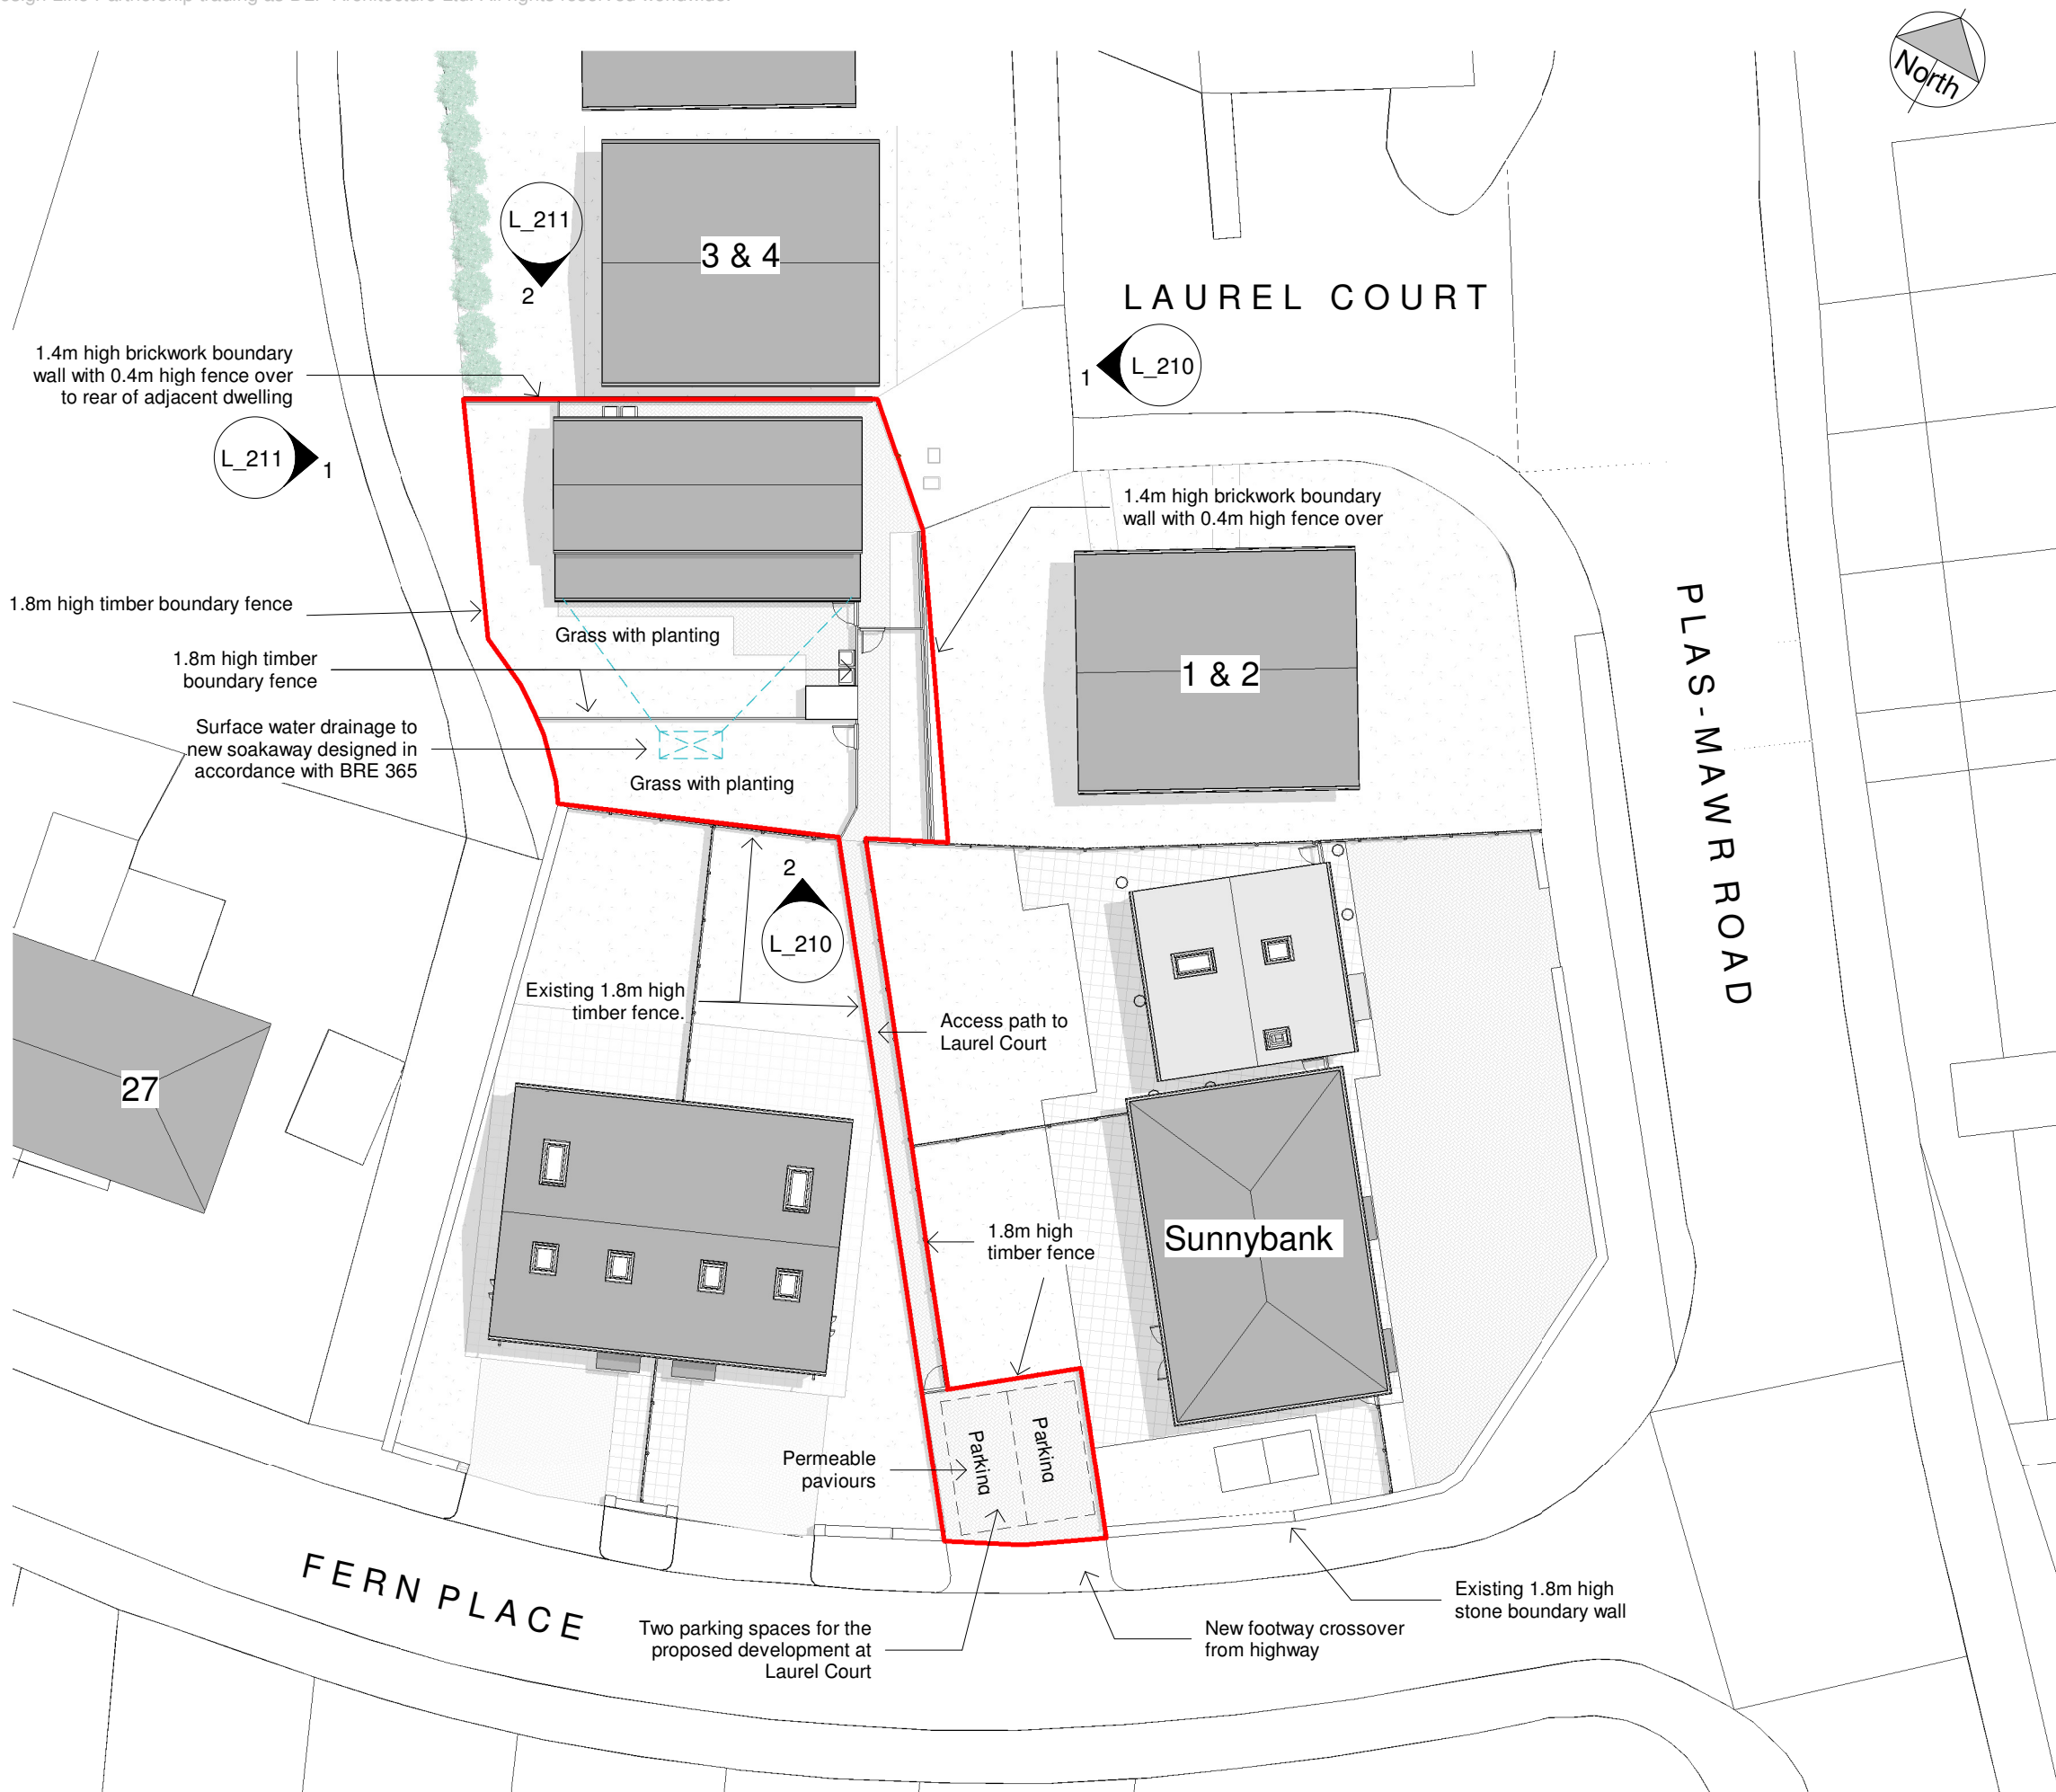 North
L_211
2
3 & 4
LAUREL COURT
1
L_210
1.4m high brickwork boundary
wall with 0.4m high fence over
to rear of adjacent dwelling
L_211
1
1.4m high brickwork boundary
wall with 0.4m high fence over
1.8m high timber boundary fence
Grass with planting
1.8m high timber
boundary fence
1 & 2
PLAS-MAWR ROAD
Surface water drainage to
new soakaway designed in
accordance with BRE 365
Grass with planting
2
L_210
Existing 1.8m high
timber fence.
Access path to
Laurel Court
27
1.8m high
timber fence
Sunnybank
Parking
Parking
Permeable
paviours
FERN PLACE
Two parking spaces for the
proposed development at
Laurel Court
New footway crossover
from highway
Existing 1.8m high
stone boundary wall